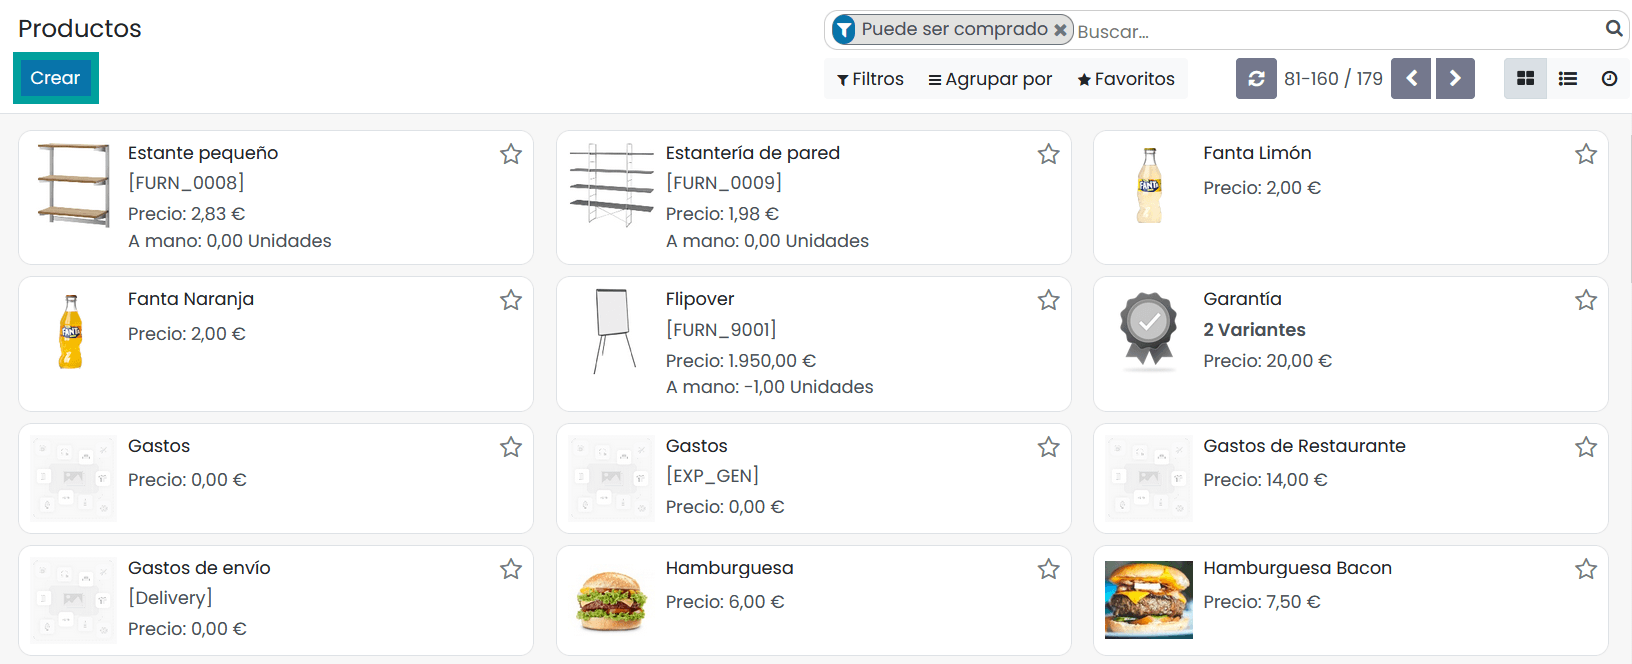 Productos
Puede ser comprado
Buscar...
Crear
Filtros
Agrupar por
Favoritos
81-160 / 179
Estante pequeño
[FURN_0008]
Precio: 2,83 €
A mano: 0,00 Unidades
Estantería de pared
[FURN_0009]
Precio: 1,98 €
A mano: 0,00 Unidades
FANTA
Fanta Limón
Precio: 2,00 €
FANTA
Fanta Naranja
Precio: 2,00 €
Flipover
[FURN_9001]
Precio: 1.950,00 €
A mano: -1,00 Unidades
Garantía
2 Variantes
Precio: 20,00 €
Gastos
Precio: 0,00 €
Gastos
[EXP_GEN]
Precio: 0,00 €
Gastos de Restaurante
Precio: 14,00 €
Gastos de envío
[Delivery]
Precio: 0,00 €
Hamburguesa
Precio: 6,00 €
Hamburguesa Bacon
Precio: 7,50 €